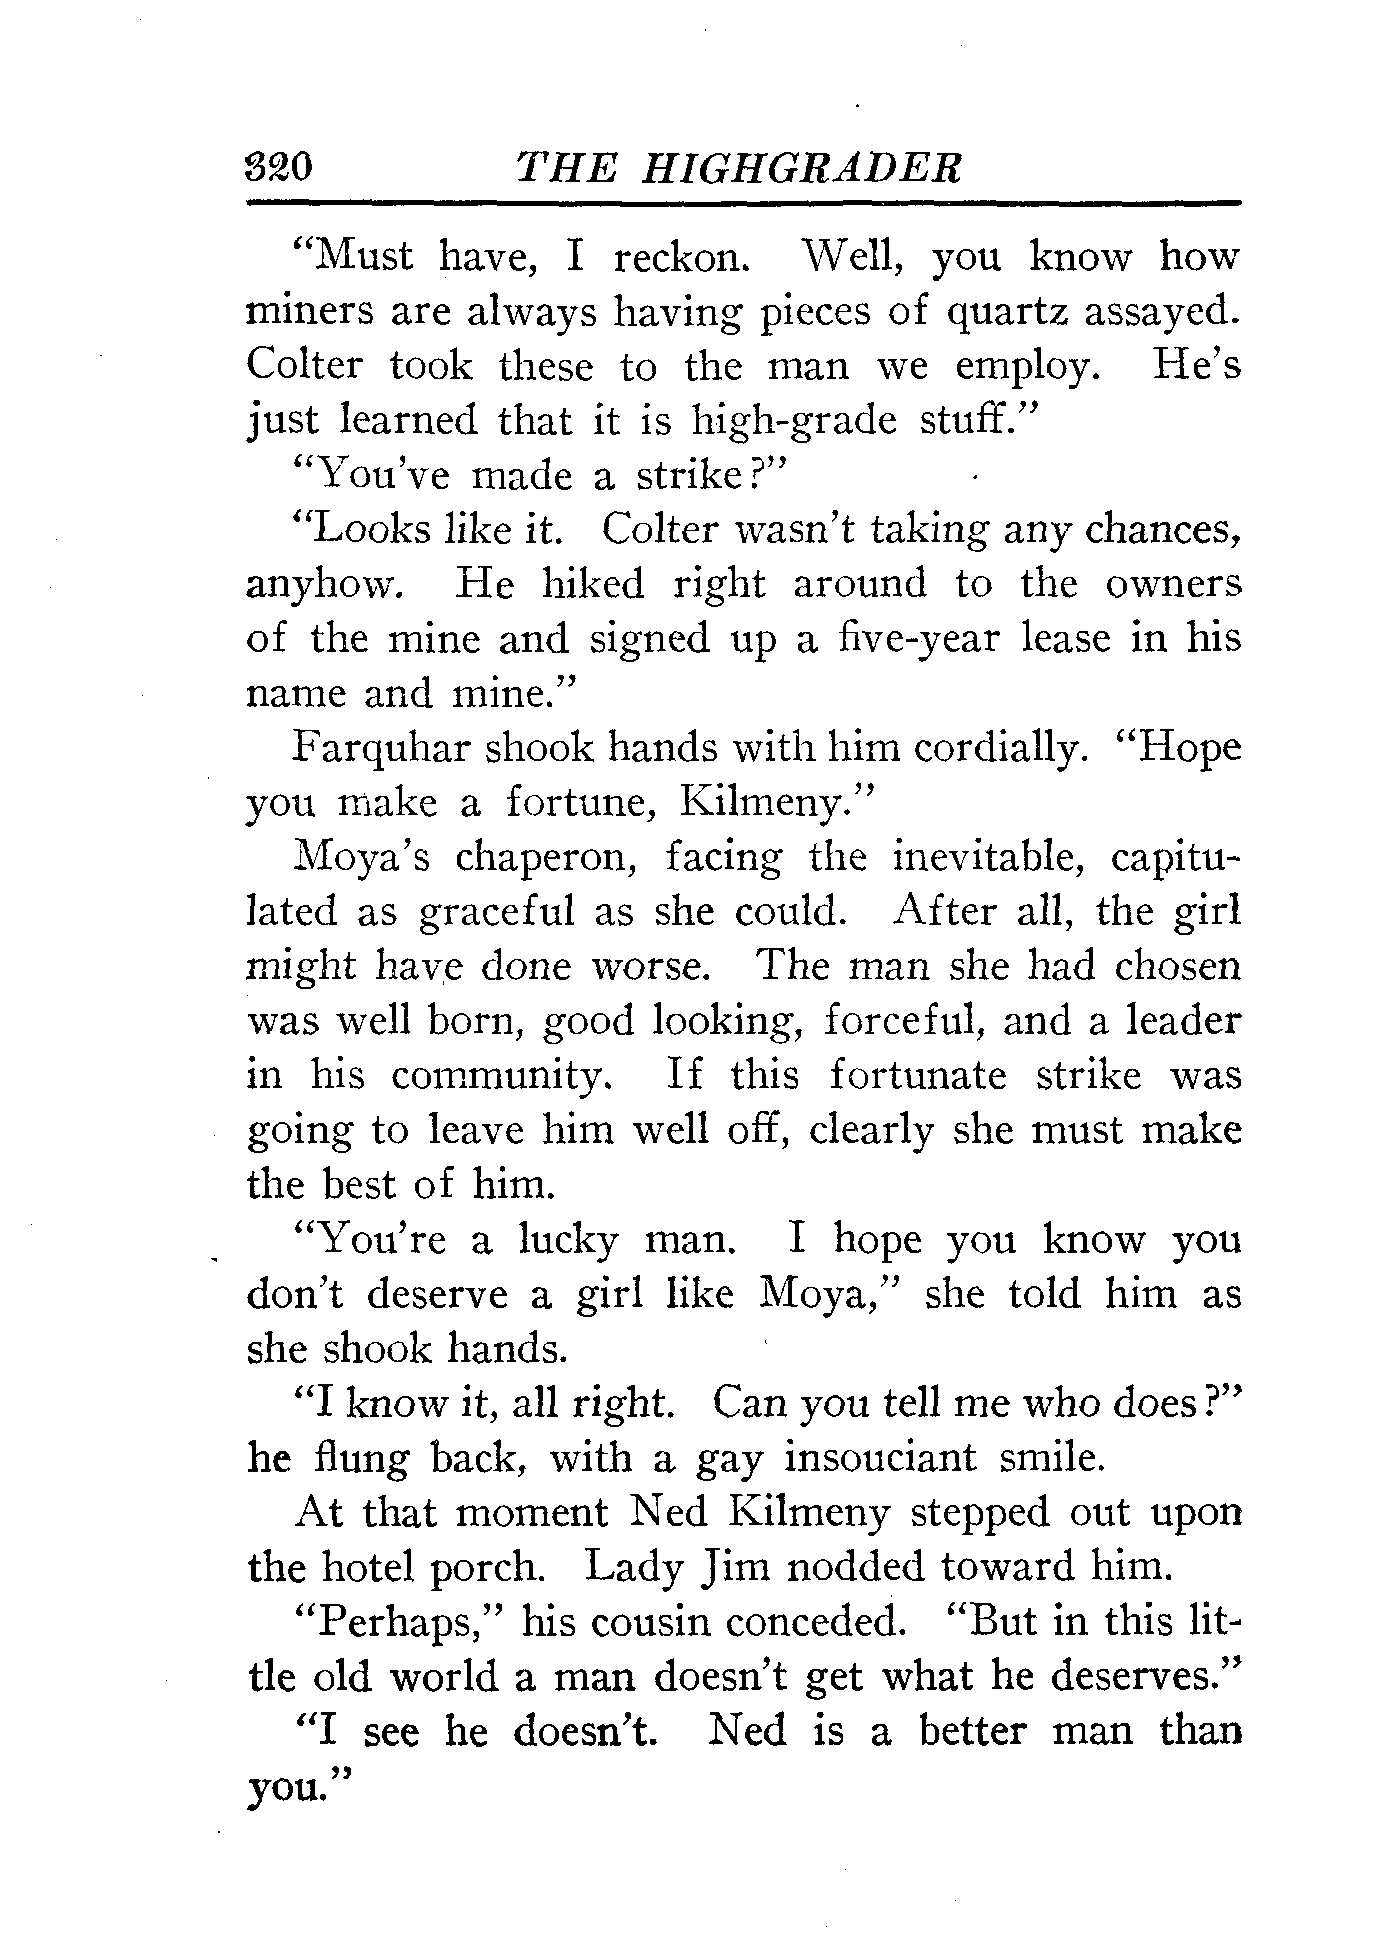 320 THE HIGHGRADER
"Must have, I reckon. Well, you know how
miners are always having pieces of quartz assayed.
Colter took these to the man we employ. He's
just learned that it is high-grade stuff."
"You've made a strike?"
"Looks like it. Colter wasn't taking any chances,
anyhow. He hiked right around to the owners
of the mine and signed up a five-year lease in his
name and mine."
Farquhar shook hands with him cordially. "Hope
you make a fortune, Kilmeny."
Moya's chaperon, facing the inevitable, capitu-
lated as graceful as she could. After all, the girl
might have done worse. The man she had chosen
was well born, good looking, forceful, and a leader
in his community. If this fortunate strike was
going to leave him well off, clearly she must make
the best of him.
"You're a lucky man. I hope you know you
don't deserve a girl like Moya," she told him as
she shook hands.
"I know it, all right. Can you tell me who does?"
he flung back, with a gay insouciant smile.
At that moment Ned Kilmeny stepped out upon
the hotel porch. Lady Jim nodded toward him.
"Perhaps," his cousin conceded. "But in this lit-
tle old world a man doesn't get what he deserves."
"I see he doesn't. Ned is a better man than
you."